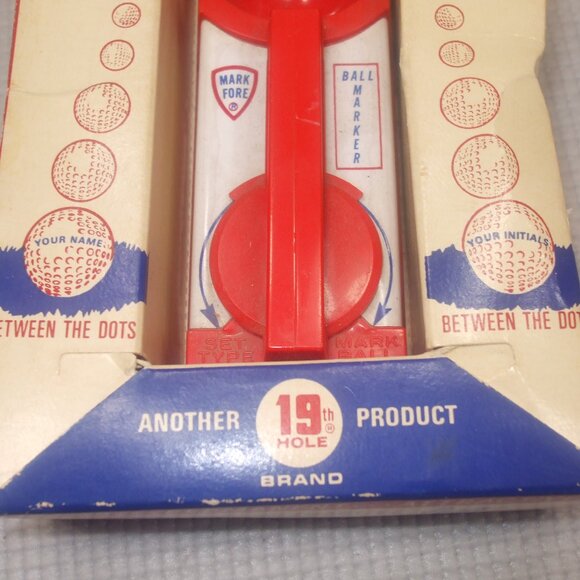 MARK
FORE
®
BALL
MARKER
YOUR NAME
YOUR INITIALS
BETWEEN THE DOTS
BETWEEN THE DOT
SET
TYPE
MARK
BALL
ANOTHER
19th
®
HOLE
PRODUCT
BRAND